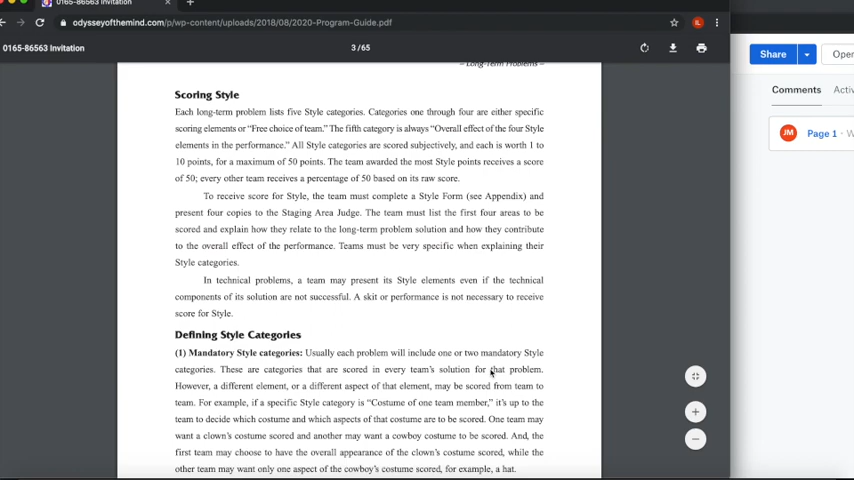 0165-86563 Invitation
odysseyofthemind.com/p/wp-content/uploads/2018/08/2020-Program-Guide.pdf
IL
0165-86563 Invitation
3 / 65
– Long-Term Problems –
Scoring Style
Each long-term problem lists five Style categories. Categories one through four are either specific
scoring elements or “Free choice of team.” The fifth category is always “Overall effect of the four Style
elements in the performance.” All Style categories are scored subjectively, and each is worth 1 to
10 points, for a maximum of 50 points. The team awarded the most Style points receives a score
of 50; every other team receives a percentage of 50 based on its raw score.
To receive score for Style, the team must complete a Style Form (see Appendix) and
present four copies to the Staging Area Judge. The team must list the first four areas to be
scored and explain how they relate to the long-term problem solution and how they contribute
to the overall effect of the performance. Teams must be very specific when explaining their
Style categories.
In technical problems, a team may present its Style elements even if the technical
components of its solution are not successful. A skit or performance is not necessary to receive
score for Style.
Defining Style Categories
(1) Mandatory Style categories: Usually each problem will include one or two mandatory Style
categories. These are categories that are scored in every team’s solution for that problem.
However, a different element, or a different aspect of that element, may be scored from team to
team. For example, if a specific Style category is “Costume of one team member,” it’s up to the
team to decide which costume and which aspects of that costume are to be scored. One team may
want a clown’s costume scored and another may want a cowboy costume to be scored. And, the
first team may choose to have the overall appearance of the clown’s costume scored, while the
other team may want only one aspect of the cowboy’s costume scored, for example, a hat.
Share
Open
Comments
Activ
JM
Page 1